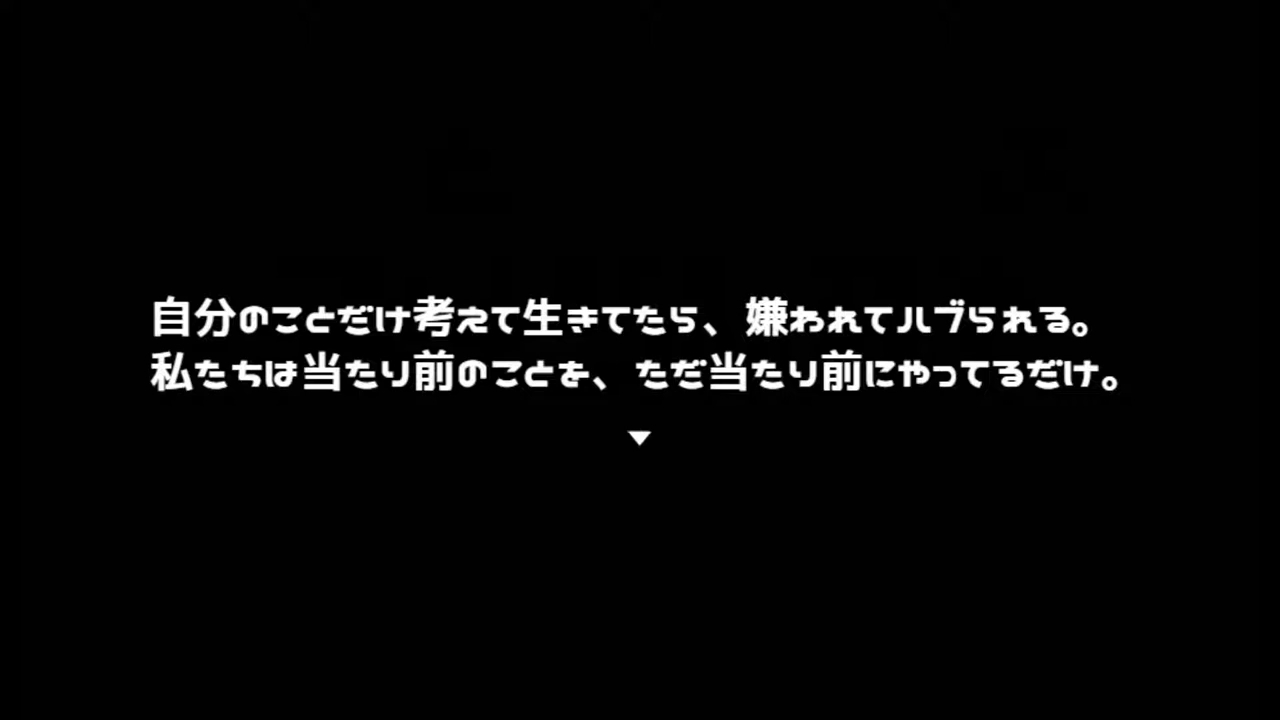 自分のことだけ考えて生きてたら、嫌われてハブられる。
私たちは当たり前のことを、ただ当たり前にやってるだけ。